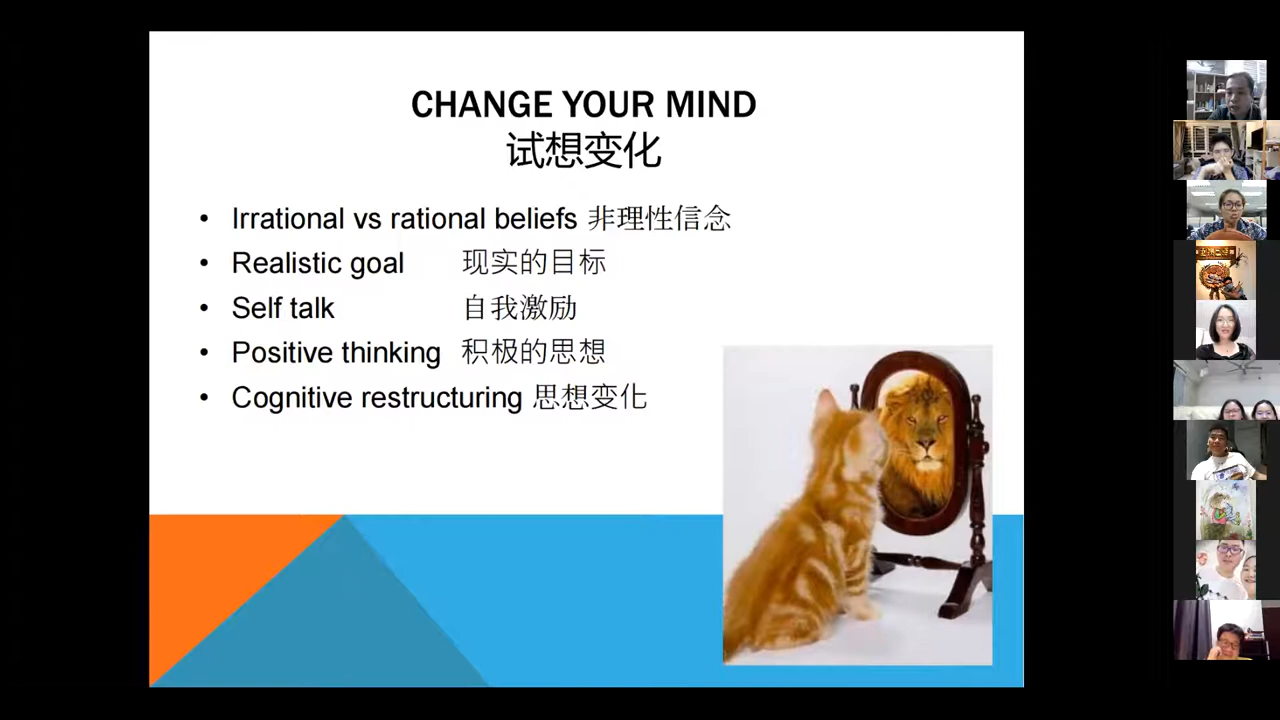 CHANGE YOUR MIND
试想变化
• Irrational vs rational beliefs 非理性信念
• Realistic goal 现实的目标
• Self talk 自我激励
• Positive thinking 积极的思想
• Cognitive restructuring 思想变化